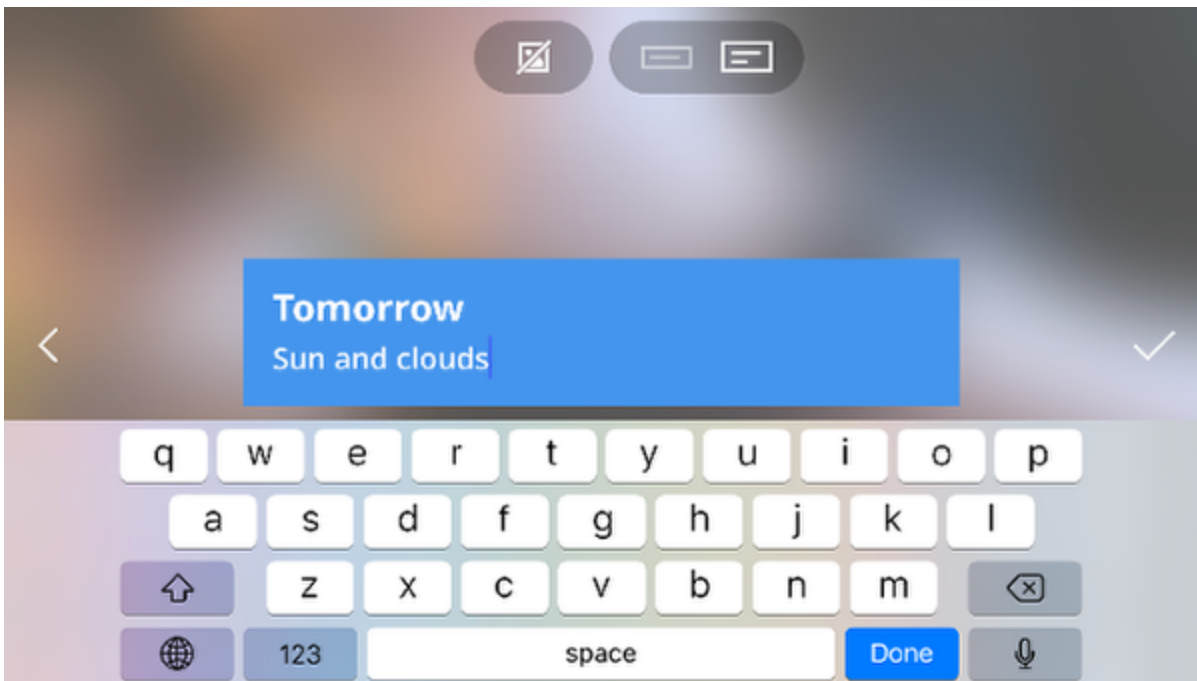 Tomorrow
Sun and clouds
q w e r t y u i o p
a s d f g h j k l
z x c v b n m
123 space Done